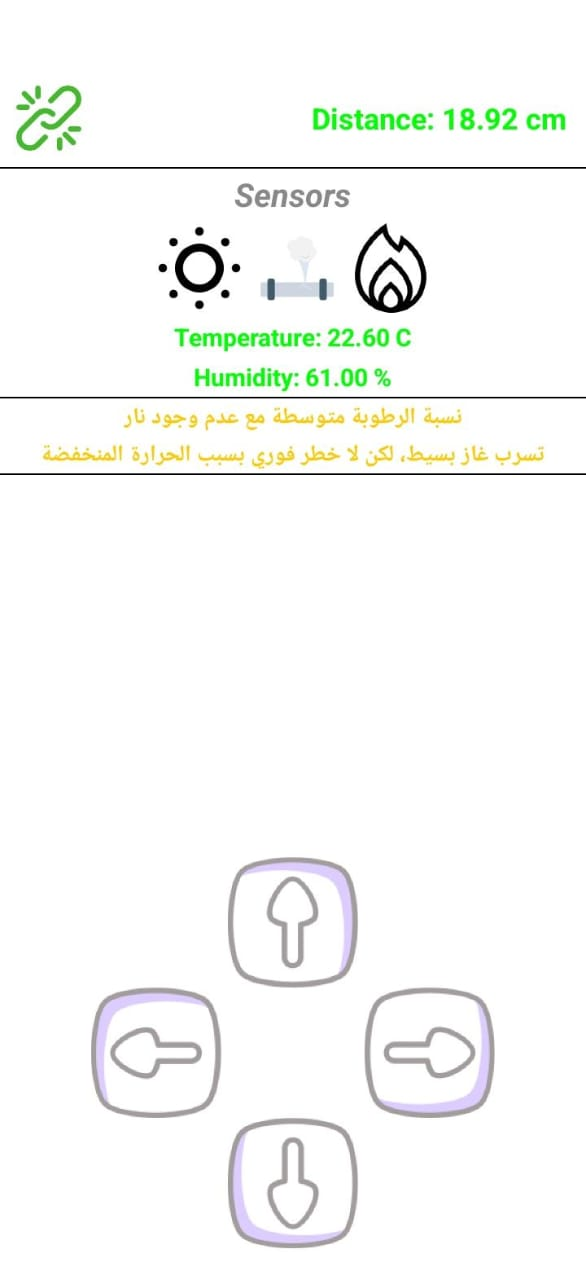 Distance: 18.92 cm
Sensors
Temperature: 22.60 C
Humidity: 61.00 %
نسبة الرطوبة متوسطة مع عدم وجود نار
تسرب غاز بسيط، لكن لا خطر فوري بسبب الحرارة المنخفضة